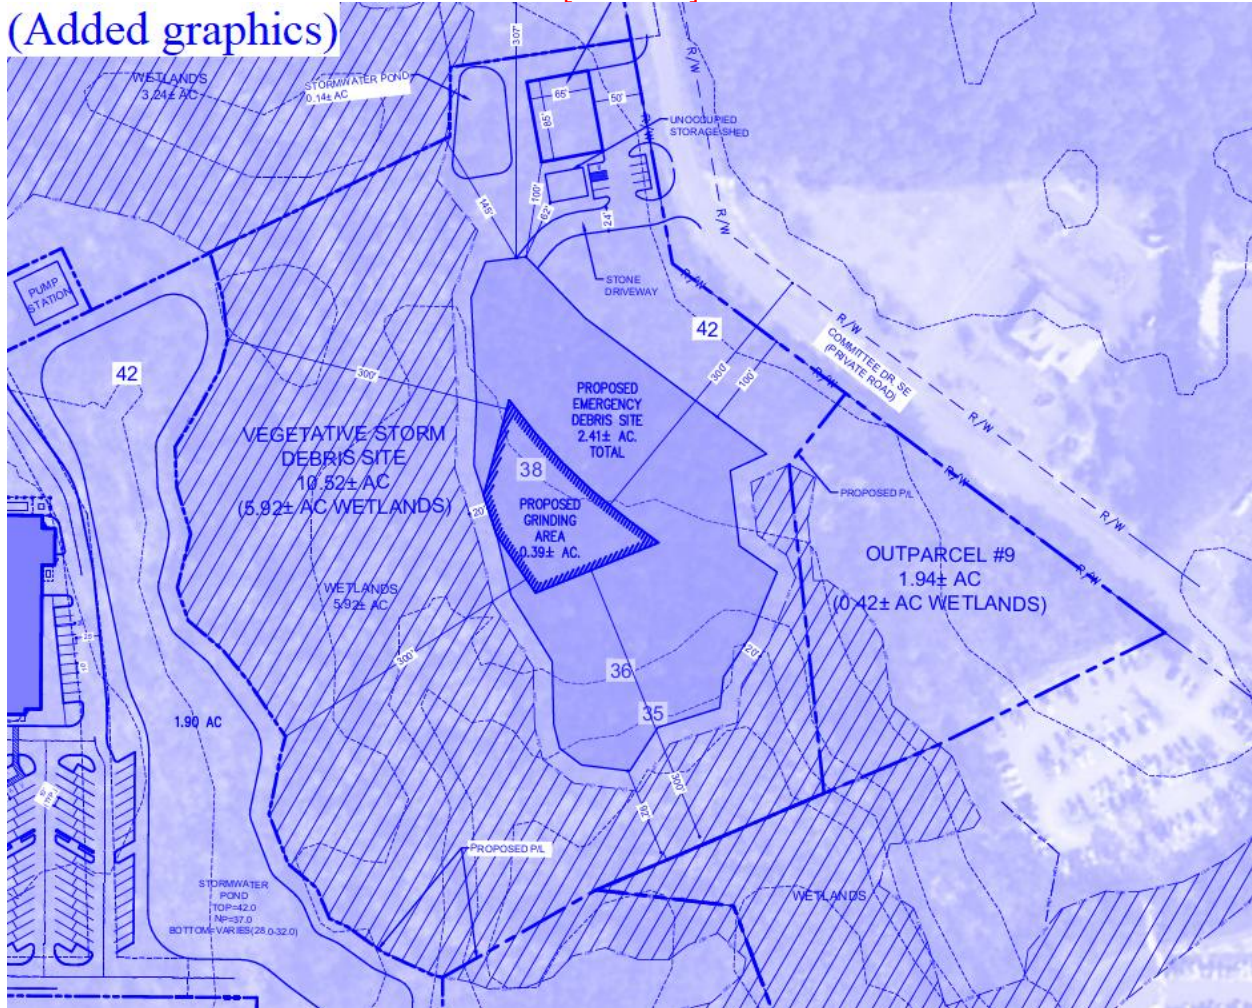 (Added graphics)
WETLANDS
3.24± AC
STORMWATER POND
0.14± AC
307'
65'
85'
50'
R/W
R/W
R/W
UNOCCUPIED
STORAGE SHED
145'
100'
62'
24'
STONE
DRIVEWAY
R/W
PUMP
STATION
42
42
300'
300'
100'
R/W
COMMITTEE DR. SE
(PRIVATE ROAD)
R/W
R/W
R/W
R/W
R/W
PROPOSED
EMERGENCY
DEBRIS SITE
2.41± AC.
TOTAL
VEGETATIVE STORM
DEBRIS SITE
10.52± AC
(5.92± AC WETLANDS)
38
PROPOSED
GRINDING
AREA
0.39± AC.
20'
PROPOSED P/L
OUTPARCEL #9
1.94± AC
(0.42± AC WETLANDS)
WETLANDS
5.92± AC
300'
36
35
20'
1.90 AC
300'
92'
PROPOSED P/L
STORMWATER
POND
TOP=42.0
NP=37.0
BOTTOM=VARIES(28.0-32.0)
WETLANDS